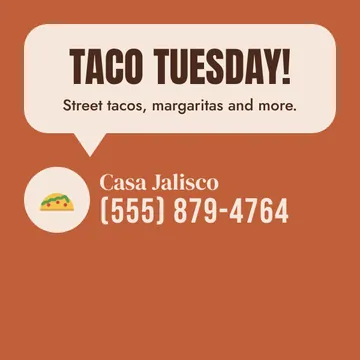 TACO TUESDAY!
Street tacos, margaritas and more.
Casa Jalisco
(555) 879-4764